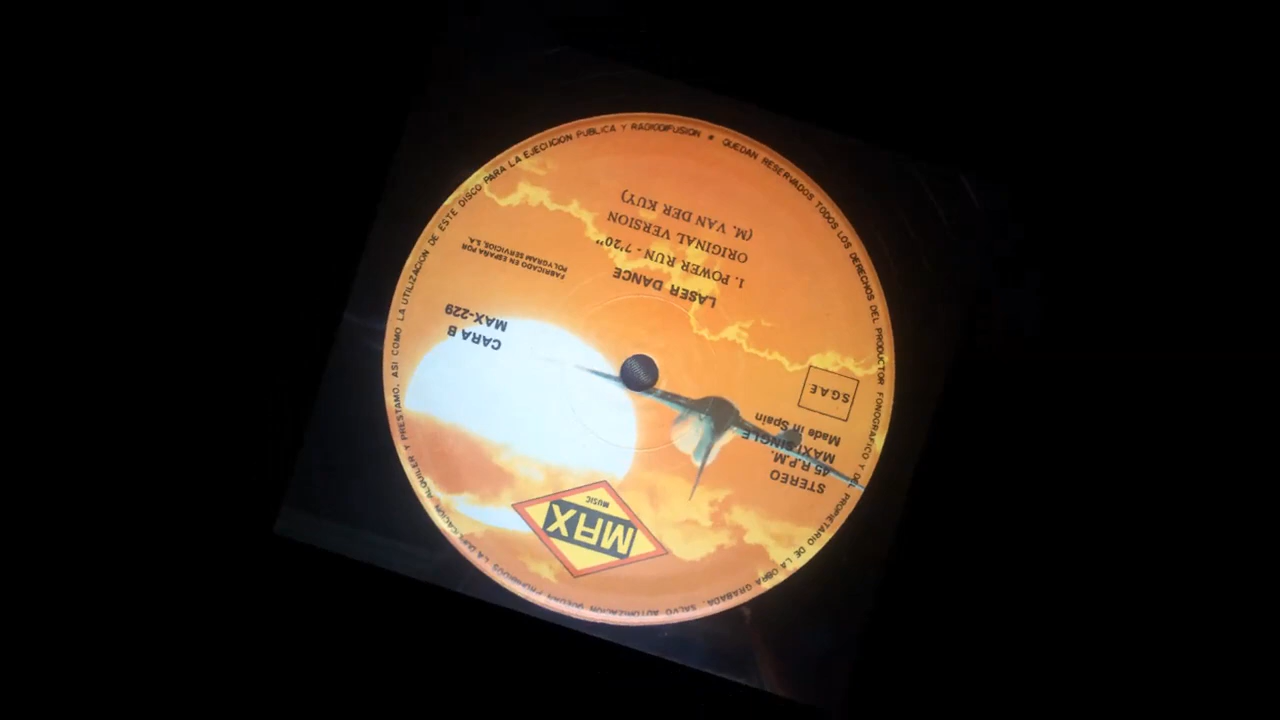 MAX
MUSIC
STEREO
45 R.P.M.
MAXI SINGLE
Made in Spain
SGAE
CARA B
MAX-229
FABRICADO EN ESPAÑA POR
POLYGRAM SERVICIOS, S.A.
LASER DANCE
1. POWER RUN - 7'20"
ORIGINAL VERSION
(M. VAN DER KUY)
QUEDAN RESERVADOS TODOS LOS DERECHOS DEL PRODUCTOR FONOGRAFICO Y DEL PROPIETARIO DE LA OBRA GRABADA. SALVO AUTORIZACION QUEDAN PROHIBIDOS LA DUPLICACION, ALQUILER Y PRESTAMO, ASI COMO LA UTILIZACION DE ESTE DISCO PARA LA EJECUCION PUBLICA Y RADIODIFUSION *